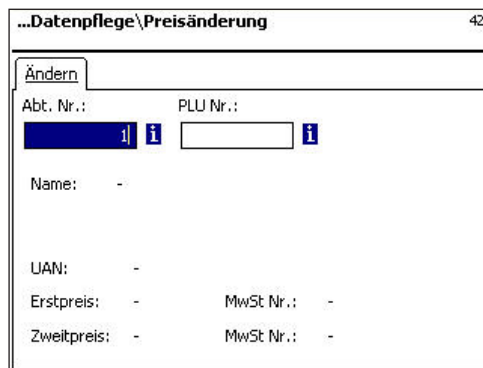 ...Datenpflege\Preisänderung 42
Ändern
Abt. Nr.: PLU Nr.:
1 i i
Name: -
UAN: -
Erstpreis: - MwSt Nr.: -
Zweitpreis: - MwSt Nr.: -